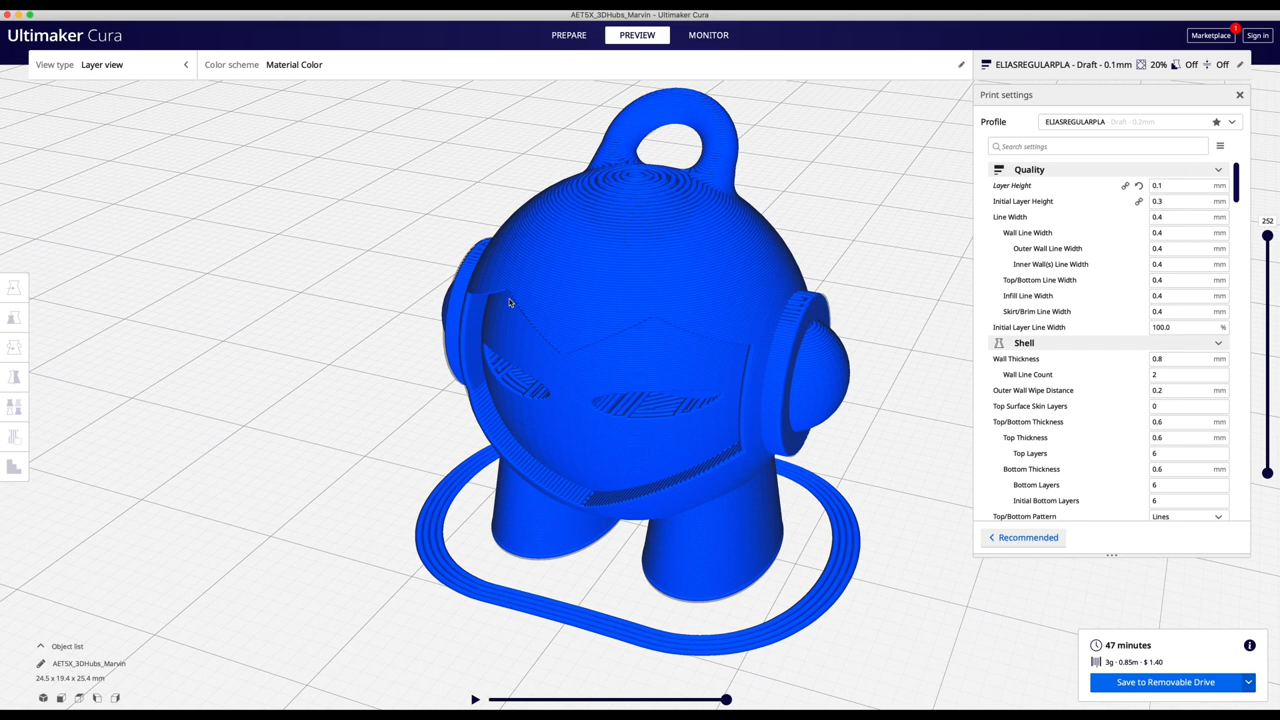 AET5X_3DHubs_Marvin - Ultimaker Cura
Ultimaker Cura
PREPARE
PREVIEW
MONITOR
Marketplace
1
Sign in
View type Layer view
Color scheme Material Color
ELIASREGULARPLA - Draft - 0.1mm 20% Off Off
Print settings
Profile ELIASREGULARPLA - Draft - 0.2mm
Search settings
Quality
Layer Height 0.1 mm
Initial Layer Height 0.3 mm
Line Width 0.4 mm
Wall Line Width 0.4 mm
Outer Wall Line Width 0.4 mm
Inner Wall(s) Line Width 0.4 mm
Top/Bottom Line Width 0.4 mm
Infill Line Width 0.4 mm
Skirt/Brim Line Width 0.4 mm
Initial Layer Line Width 100.0 %
Shell
Wall Thickness 0.8 mm
Wall Line Count 2
Outer Wall Wipe Distance 0.2 mm
Top Surface Skin Layers 0
Top/Bottom Thickness 0.6 mm
Top Thickness 0.6 mm
Top Layers 6
Bottom Thickness 0.6 mm
Bottom Layers 6
Initial Bottom Layers 6
Top/Bottom Pattern Lines
Recommended
252
Object list
AET5X_3DHubs_Marvin
24.5 x 19.4 x 25.4 mm
47 minutes
3g · 0.85m · $ 1.40
Save to Removable Drive